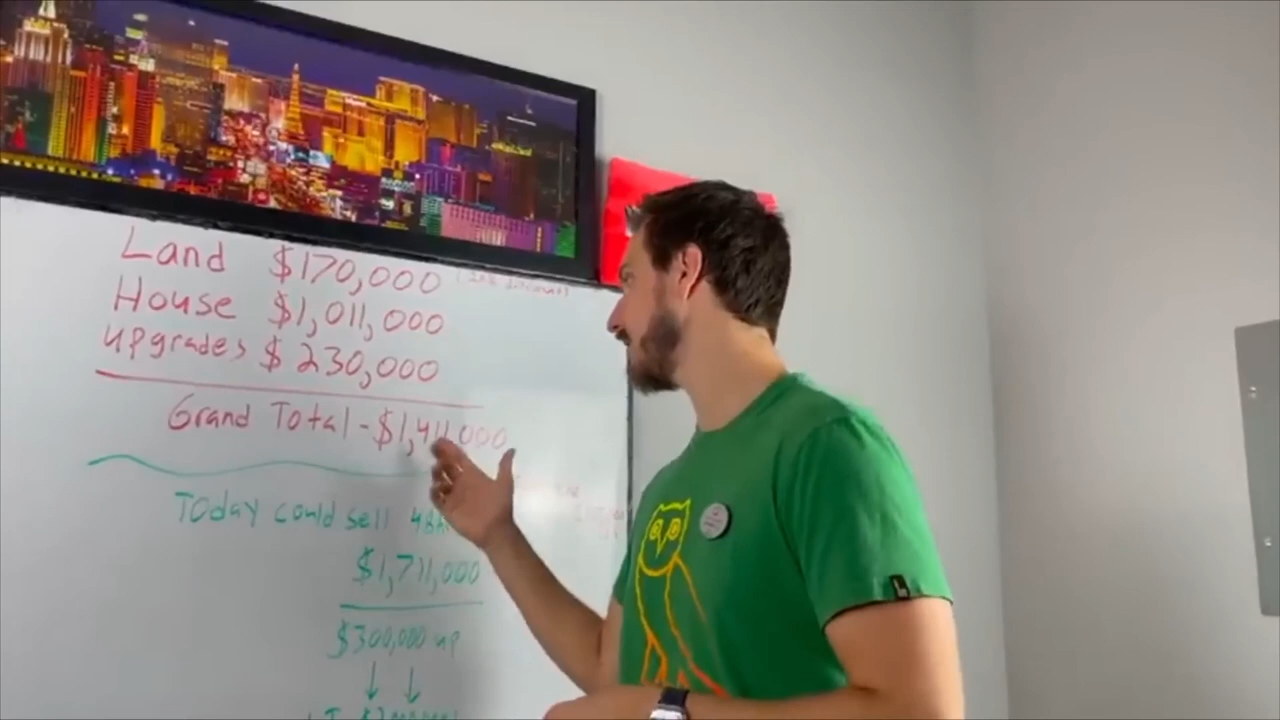 Land $170,000
House $1,011,000
upgrades $230,000
Grand Total - $1,411,000
Today could sell
$1,711,000
$300,000 up